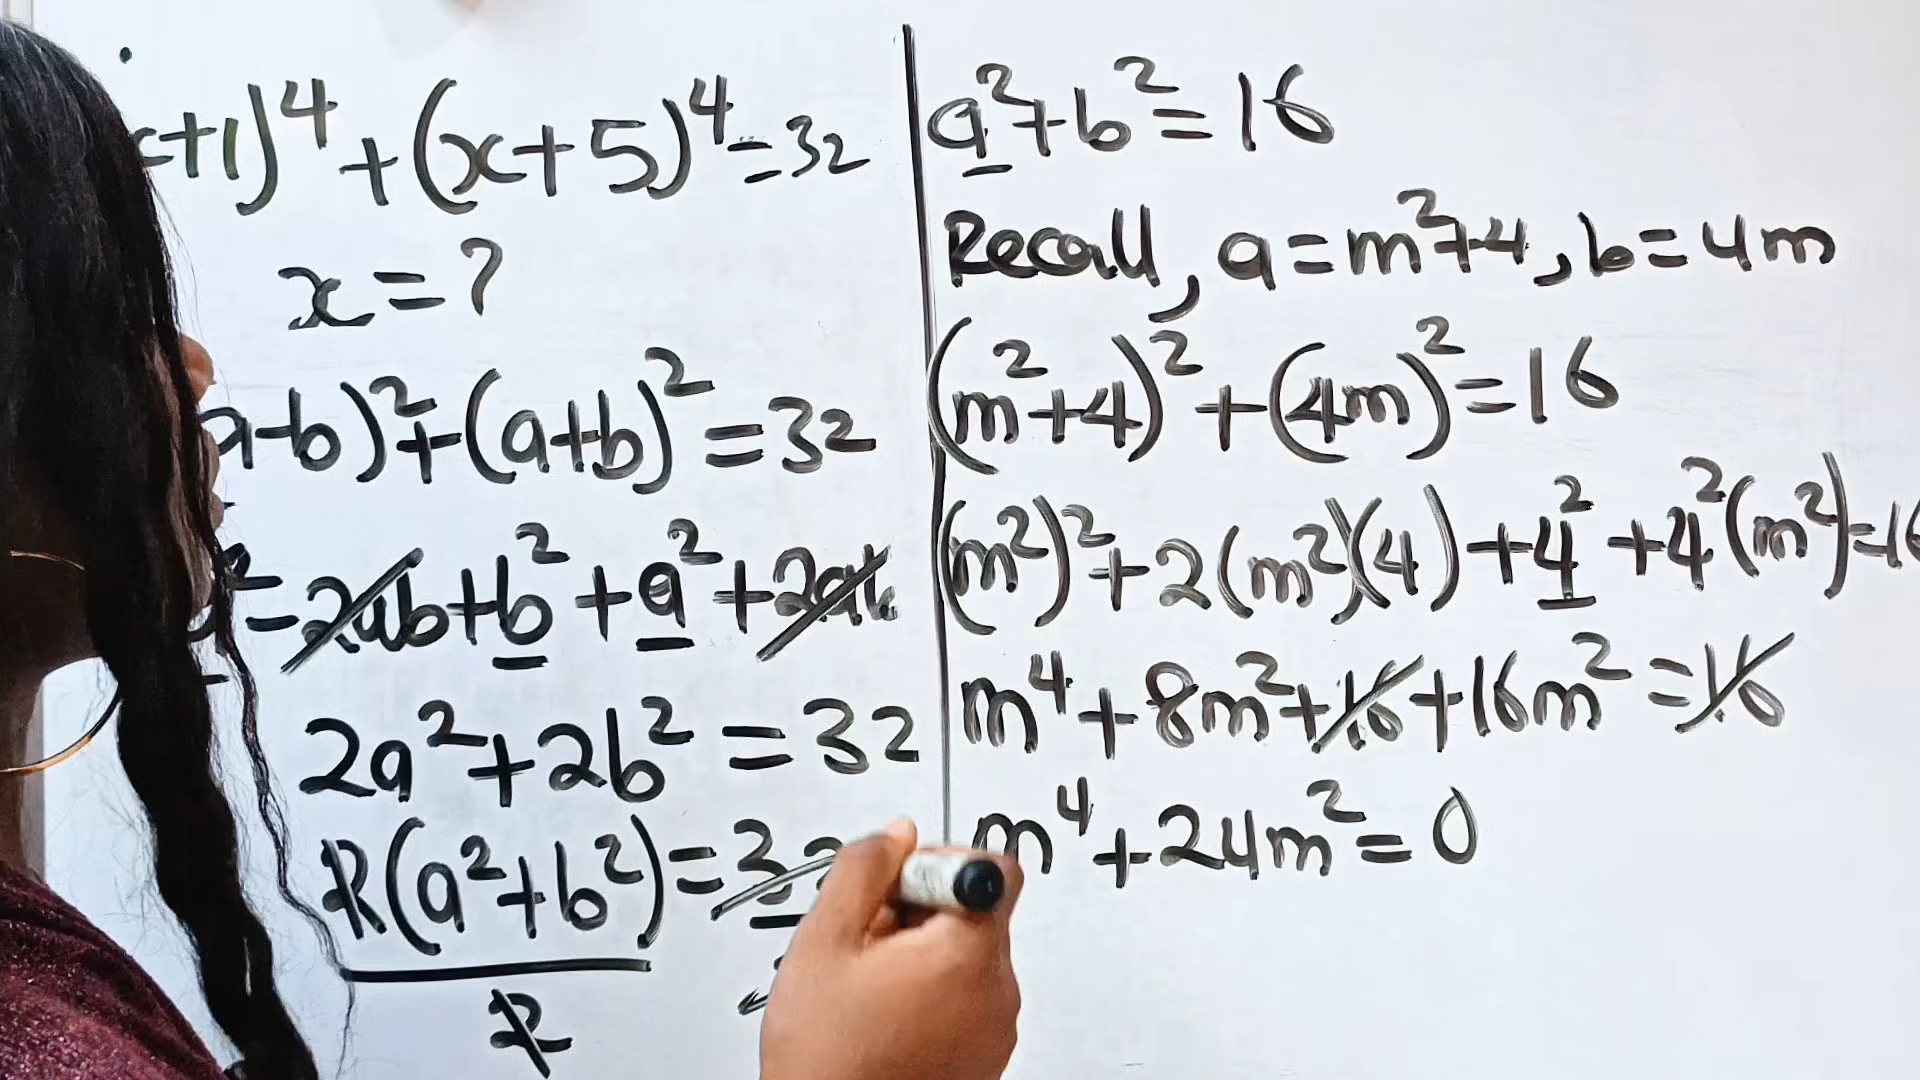 x+1)⁴ + (x+5)⁴ = 32
x = ?
a-b)² + (a+b)² = 32
² - 2ab + b² + a² + 2ab
2a² + 2b² = 32
2(a² + b²) = 32
2
a² + b² = 16
Recall, a = m² + 4, b = 4m
(m² + 4)² + (4m)² = 16
(m²)² + 2(m²)(4) + 4² + 4²(m²) = 16
m⁴ + 8m² + 16 + 16m² = 16
m⁴ + 24m² = 0